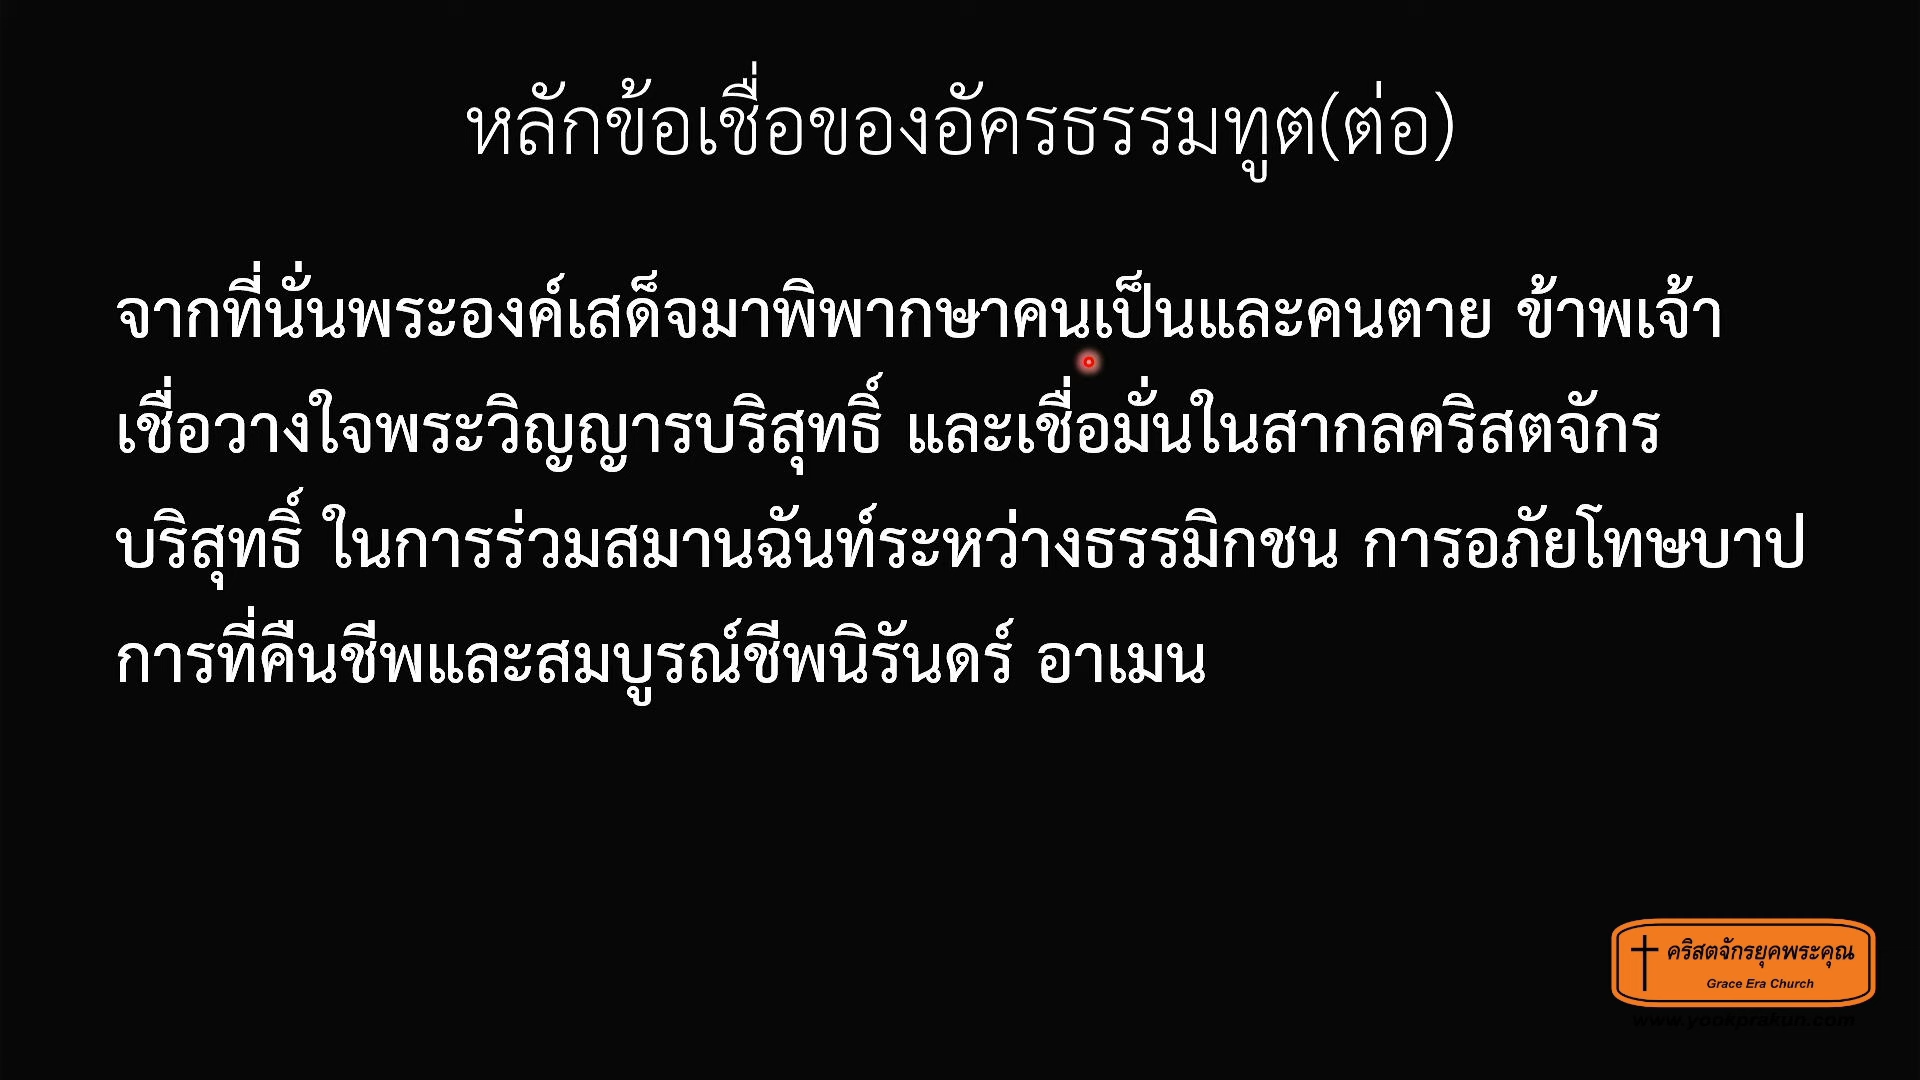 หลักข้อเชื่อของอัครธรรมทูต(ต่อ)
จากที่นั่นพระองค์เสด็จมาพิพากษาคนเป็นและคนตาย ข้าพเจ้า
เชื่อวางใจพระวิญญารบริสุทธิ์ และเชื่อมั่นในสากลคริสตจักร
บริสุทธิ์ ในการร่วมสมานฉันท์ระหว่างธรรมิกชน การอภัยโทษบาป
การที่คืนชีพและสมบูรณ์ชีพนิรันดร์ อาเมน
คริสตจักรยุคพระคุณ
Grace Era Church
www.yookprakun.com